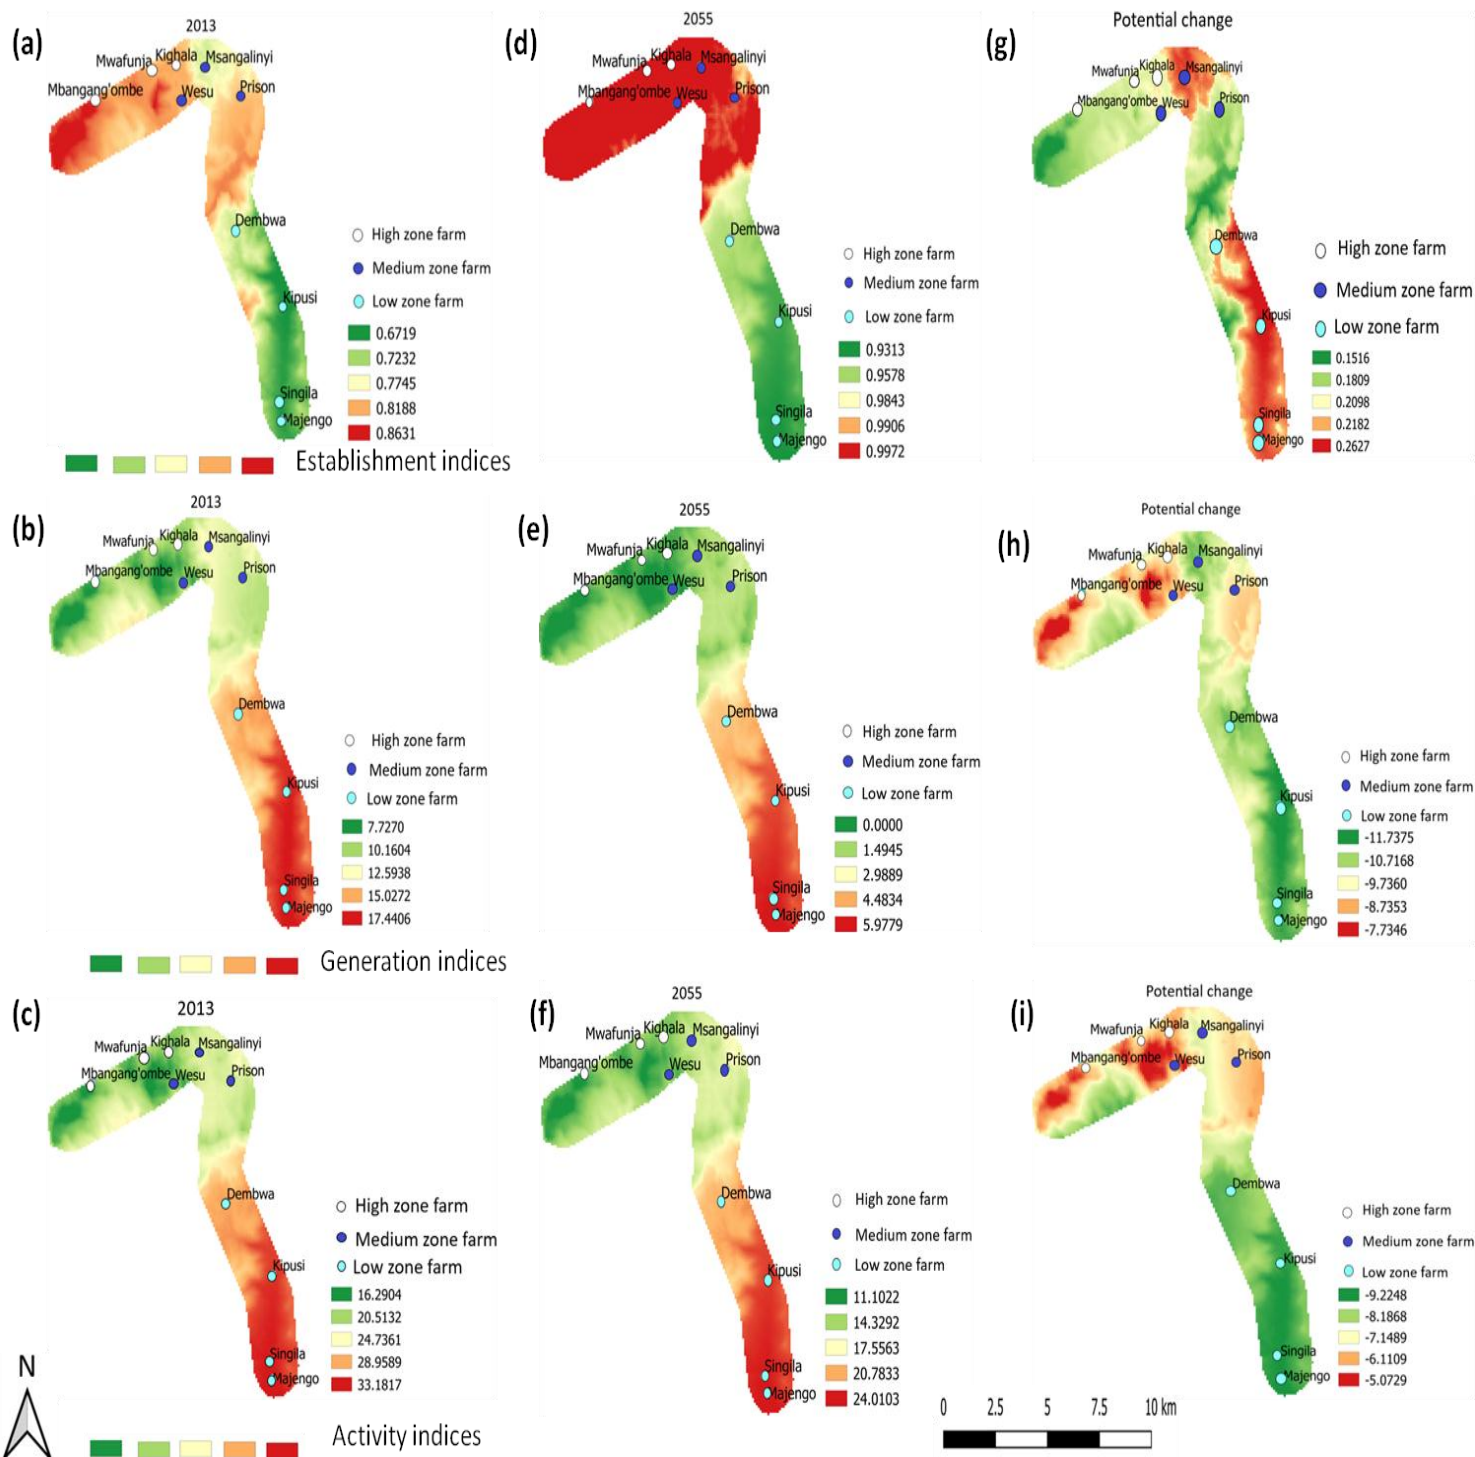 (a)
2013
Mwafunja
Kighala
Msangalinyi
Mbangang'ombe
Wesu
Prison
Dembwa
Kipusi
Singila
Majengo
High zone farm
Medium zone farm
Low zone farm
0.6719
0.7232
0.7745
0.8188
0.8631
Establishment indices
(d)
2055
Mwafunja
Kighala
Msangalinyi
Mbangang'ombe
Wesu
Prison
Dembwa
Kipusi
Singila
Majengo
High zone farm
Medium zone farm
Low zone farm
0.9313
0.9578
0.9843
0.9906
0.9972
(g)
Potential change
Mwafunja
Kighala
Msangalinyi
Mbangang'ombe
Wesu
Prison
Dembwa
Kipusi
Singila
Majengo
High zone farm
Medium zone farm
Low zone farm
0.1516
0.1809
0.2098
0.2182
0.2627
(b)
2013
Mwafunja
Kighala
Msangalinyi
Mbangang'ombe
Wesu
Prison
Dembwa
Kipusi
Singila
Majengo
High zone farm
Medium zone farm
Low zone farm
7.7270
10.1604
12.5938
15.0272
17.4406
Generation indices
(e)
2055
Mwafunja
Kighala
Msangalinyi
Mbangang'ombe
Wesu
Prison
Dembwa
Kipusi
Singila
Majengo
High zone farm
Medium zone farm
Low zone farm
0.0000
1.4945
2.9889
4.4834
5.9779
(h)
Potential change
Mwafunja
Kighala
Msangalinyi
Mbangang'ombe
Wesu
Prison
Dembwa
Kipusi
Singila
Majengo
High zone farm
Medium zone farm
Low zone farm
-11.7375
-10.7168
-9.7360
-8.7353
-7.7346
(c)
2013
Mwafunja
Kighala
Msangalinyi
Mbangang'ombe
Wesu
Prison
Dembwa
Kipusi
Singila
Majengo
High zone farm
Medium zone farm
Low zone farm
16.2904
20.5132
24.7361
28.9589
33.1817
N
Activity indices
(f)
2055
Mwafunja
Kighala
Msangalinyi
Mbangang'ombe
Wesu
Prison
Dembwa
Kipusi
Singila
Majengo
High zone farm
Medium zone farm
Low zone farm
11.1022
14.3292
17.5563
20.7833
24.0103
(i)
Potential change
Mwafunja
Kighala
Msangalinyi
Mbangang'ombe
Wesu
Prison
Dembwa
Kipusi
Singila
Majengo
High zone farm
Medium zone farm
Low zone farm
-9.2248
-8.1868
-7.1489
-6.1109
-5.0729
0 2.5 5 7.5 10 km